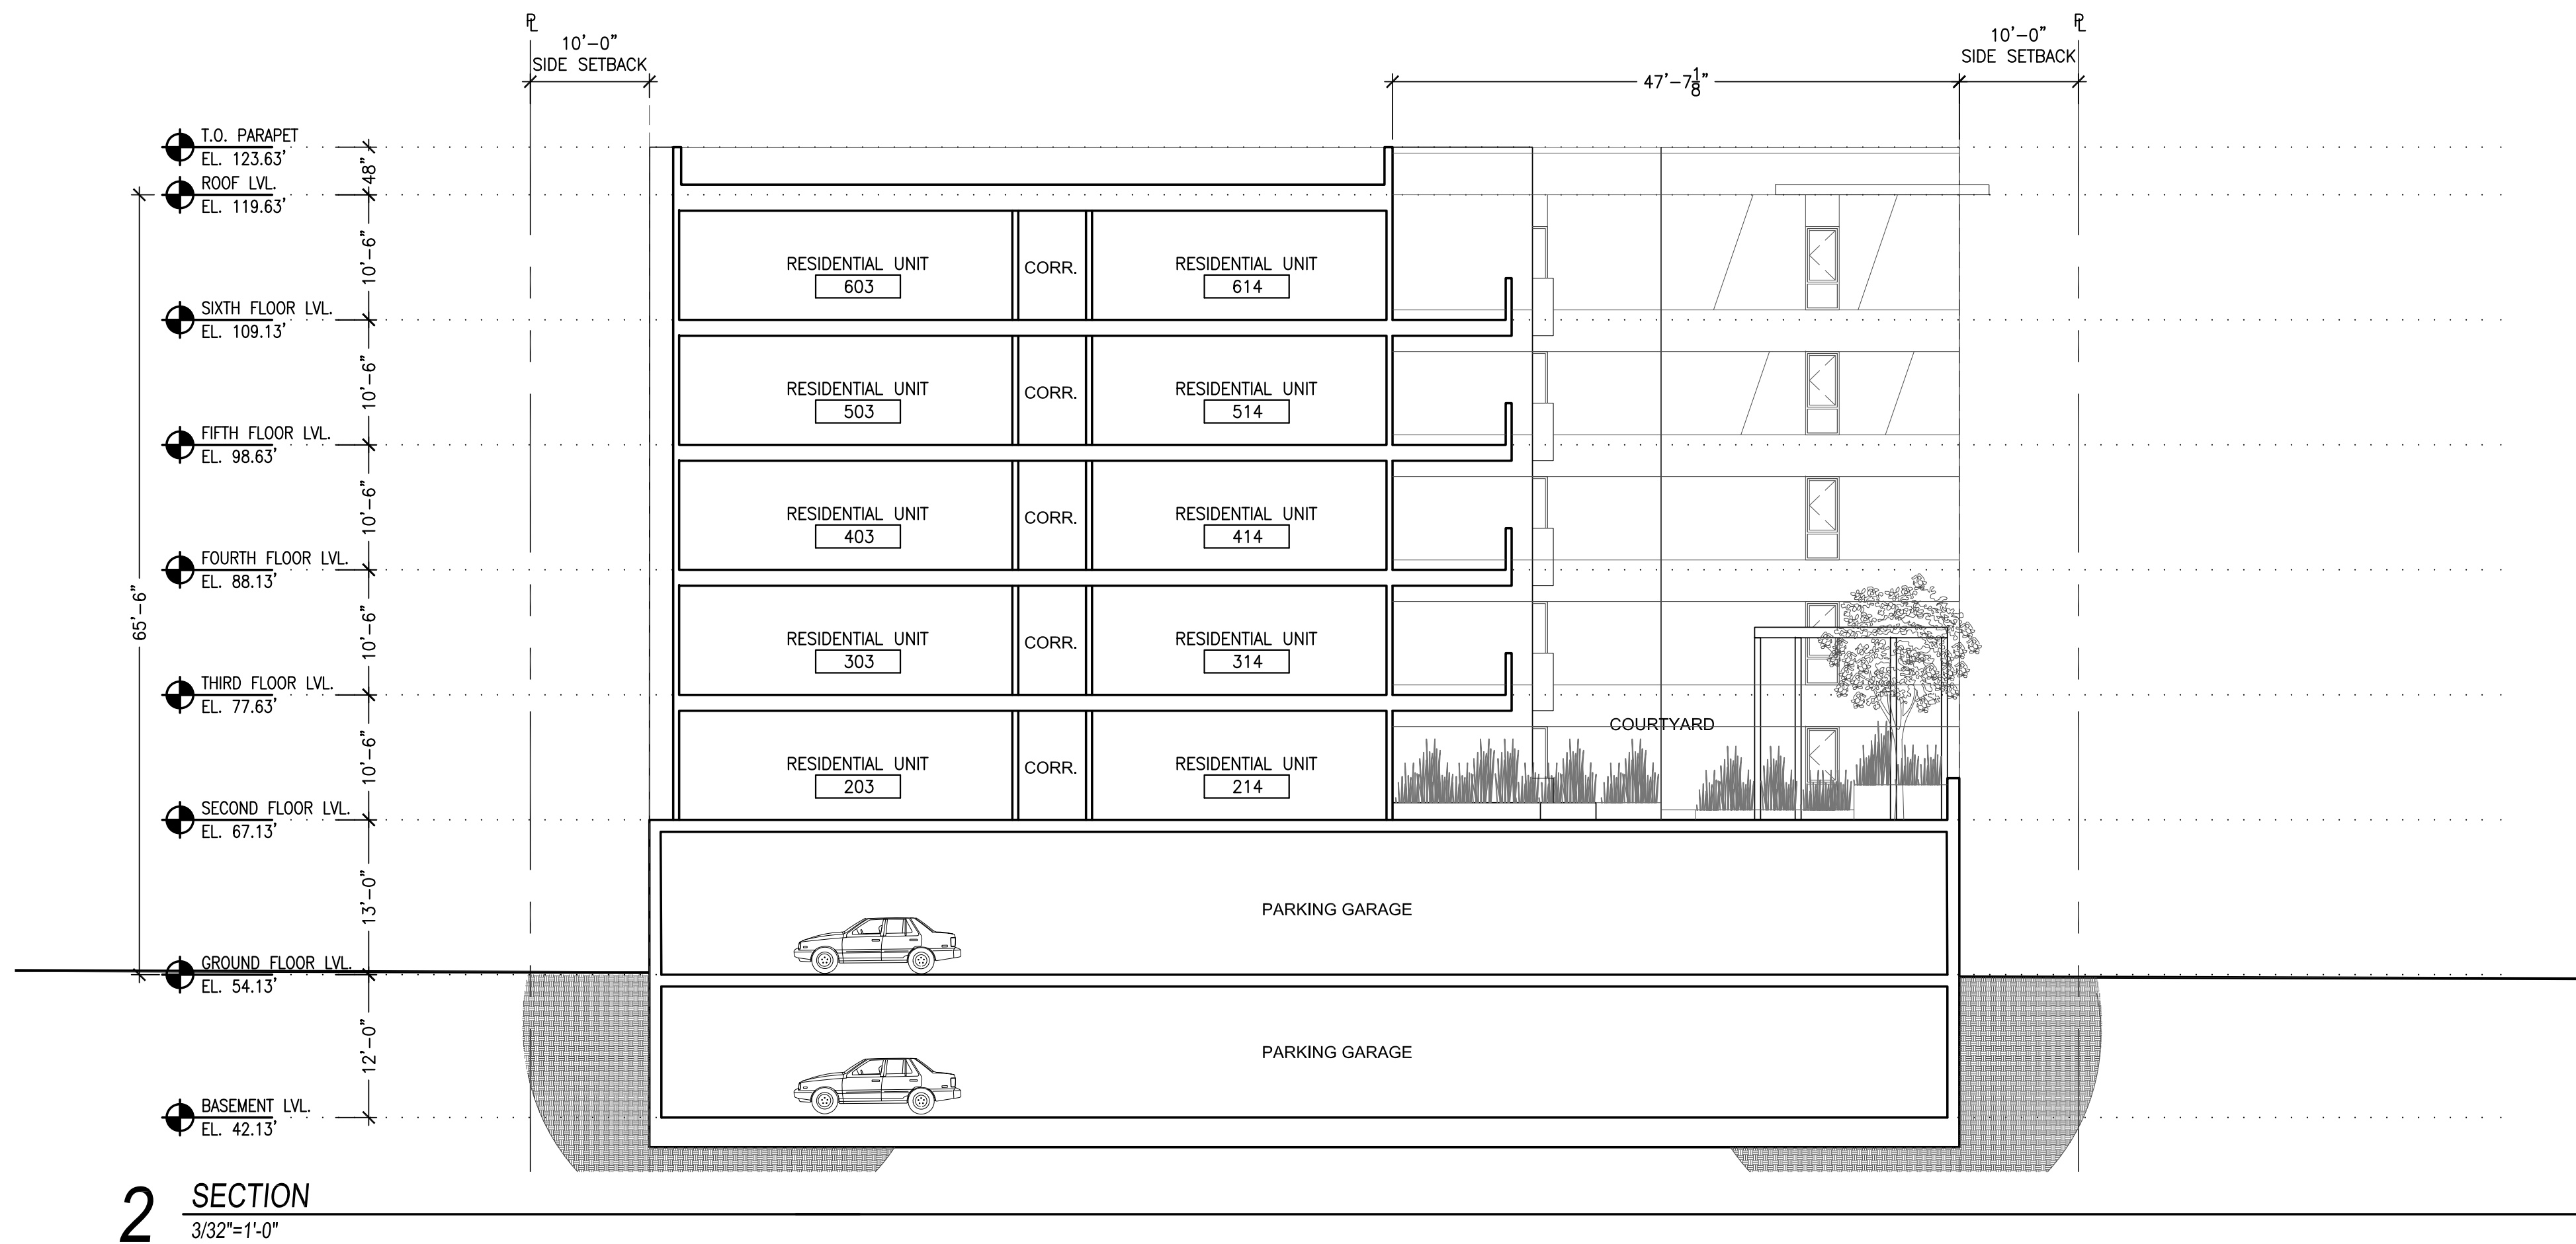 ℄
10'-0"
SIDE SETBACK
47'-7 1/8"
10'-0"
SIDE SETBACK
℄
T.O. PARAPET
EL. 123.63'
48"
ROOF LVL.
EL. 119.63'
10'-6"
RESIDENTIAL UNIT
603
CORR.
RESIDENTIAL UNIT
614
SIXTH FLOOR LVL.
EL. 109.13'
10'-6"
RESIDENTIAL UNIT
503
CORR.
RESIDENTIAL UNIT
514
FIFTH FLOOR LVL.
EL. 98.63'
10'-6"
RESIDENTIAL UNIT
403
CORR.
RESIDENTIAL UNIT
414
FOURTH FLOOR LVL.
EL. 88.13'
65'-6"
10'-6"
RESIDENTIAL UNIT
303
CORR.
RESIDENTIAL UNIT
314
THIRD FLOOR LVL.
EL. 77.63'
COURTYARD
10'-6"
RESIDENTIAL UNIT
203
CORR.
RESIDENTIAL UNIT
214
SECOND FLOOR LVL.
EL. 67.13'
13'-0"
PARKING GARAGE
GROUND FLOOR LVL.
EL. 54.13'
12'-0"
PARKING GARAGE
BASEMENT LVL.
EL. 42.13'
2
SECTION
3/32"=1'-0"